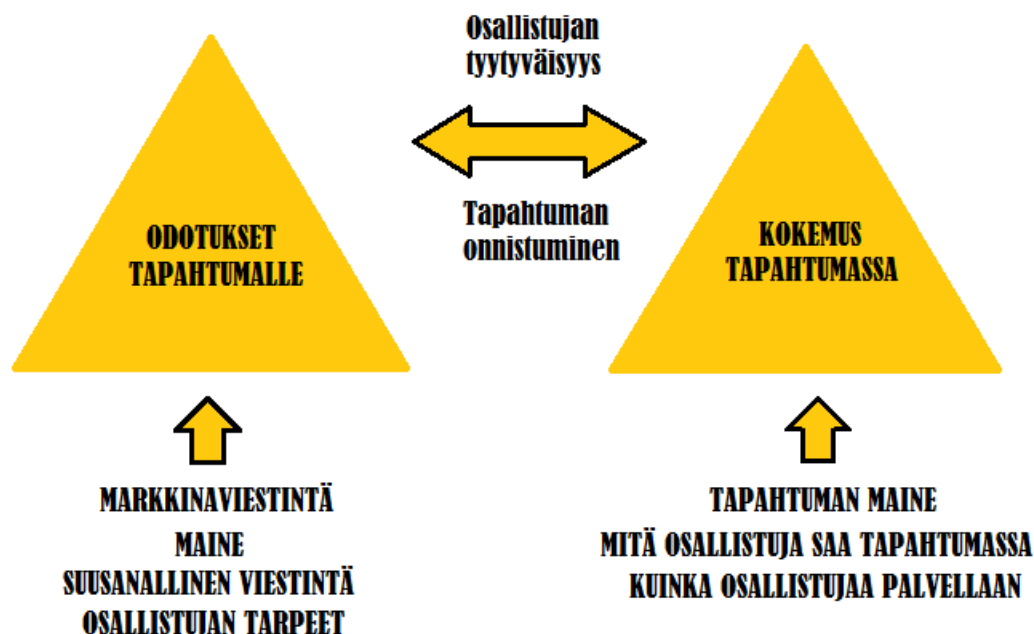 Osallistujan
tyytyväisyys
ODOTUKSET
TAPAHTUMALLE
Tapahtuman
onnistuminen
KOKEMUS
TAPAHTUMASSA
MARKKINAVIESTINTÄ
MAINE
SUUSANALLINEN VIESTINTÄ
OSALLISTUJAN TARPEET
TAPAHTUMAN MAINE
MITÄ OSALLISTUJA SAA TAPAHTUMASSA
KUINKA OSALLISTUJAA PALVELLAAN